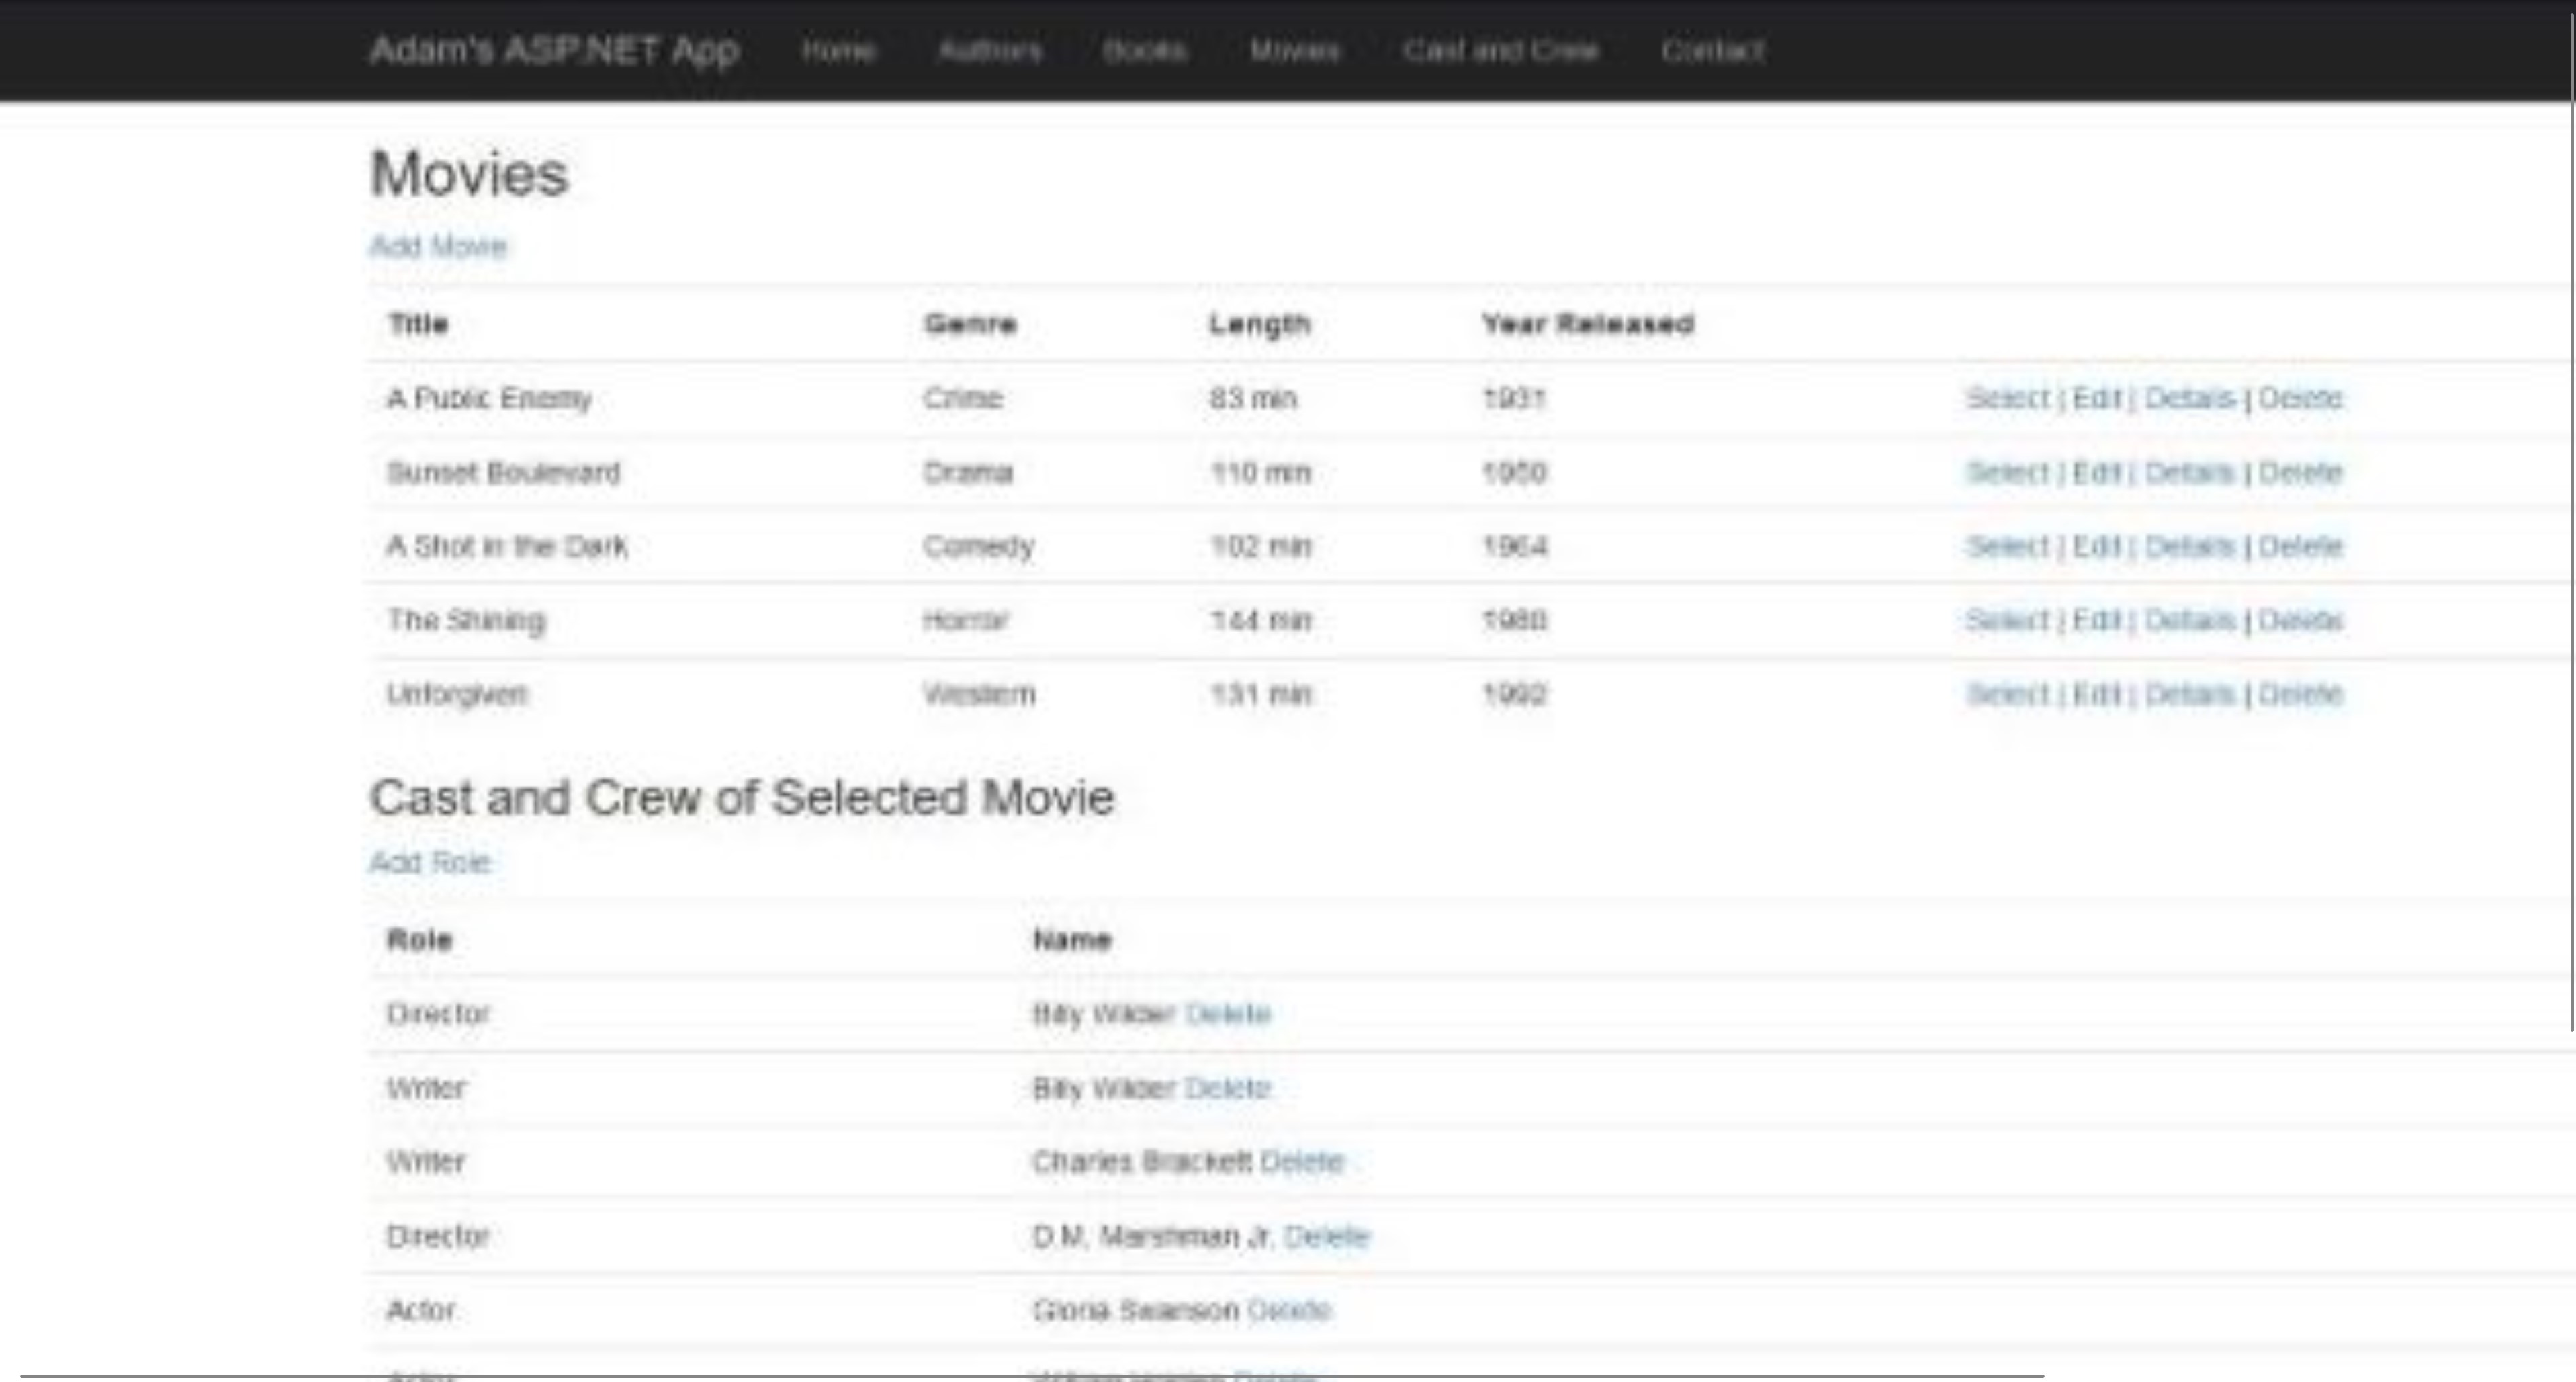 Adam's ASP.NET App Home Authors Books Movies Cast and Crew Contact
Movies
Add Movie
Title Genre Length Year Released
A Public Enemy Crime 83 min 1931 Select | Edit | Details | Delete
Sunset Boulevard Drama 110 min 1950 Select | Edit | Details | Delete
A Shot in the Dark Comedy 102 min 1964 Select | Edit | Details | Delete
The Shining Horror 144 min 1980 Select | Edit | Details | Delete
Unforgiven Western 131 min 1992 Select | Edit | Details | Delete
Cast and Crew of Selected Movie
Add Role
Role Name
Director Billy Wilder Delete
Writer Billy Wilder Delete
Writer Charles Brackett Delete
Director D.M. Marshman Jr. Delete
Actor Gloria Swanson Delete